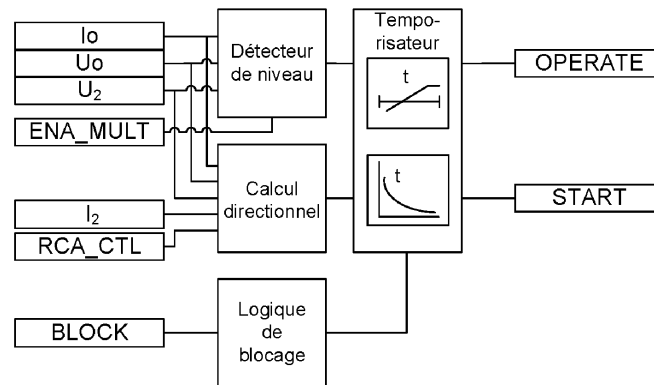 Io
Uo
U₂
ENA_MULT
I₂
RCA_CTL
BLOCK
Détecteur
de niveau
Calcul
directionnel
Logique
de
blocage
Tempo-
risateur
t
t
OPERATE
START